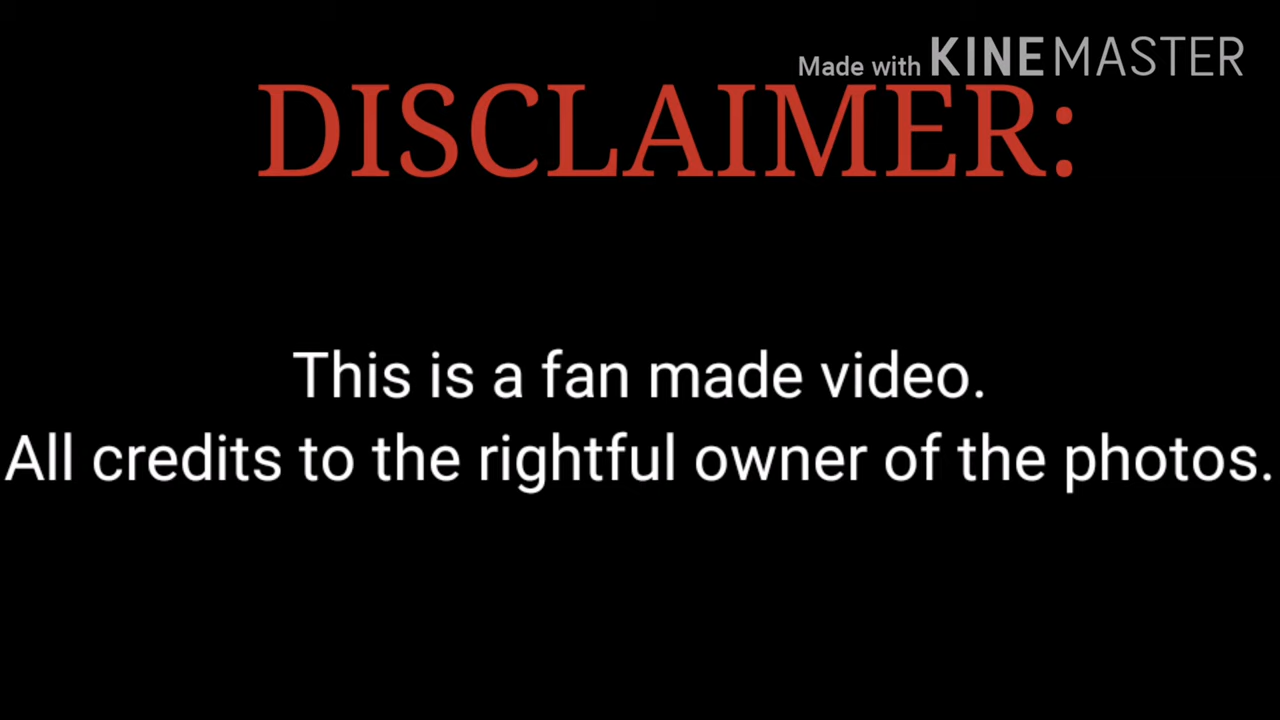 Made with KINEMASTER
DISCLAIMER:
This is a fan made video.
All credits to the rightful owner of the photos.